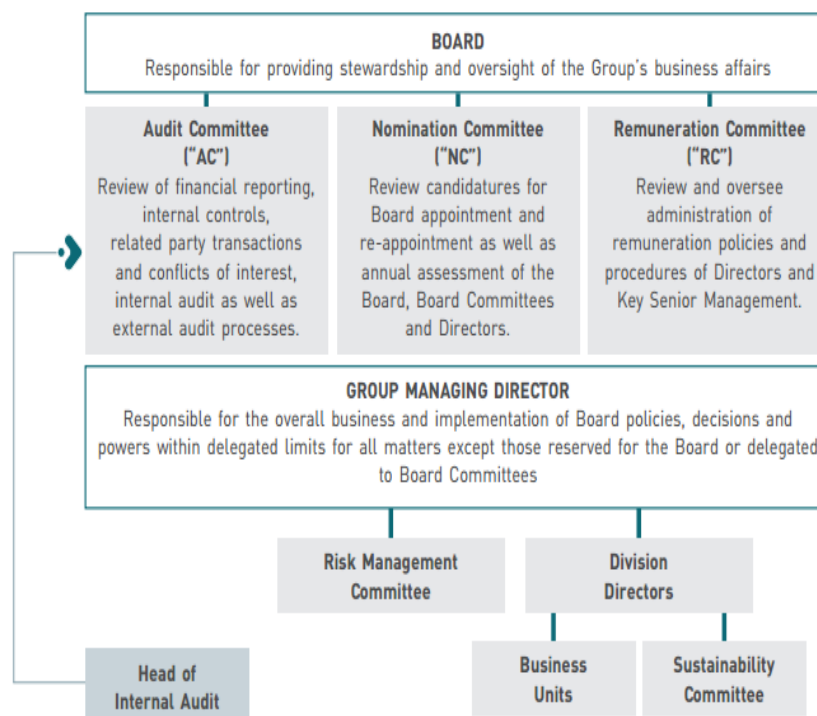 BOARD
Responsible for providing stewardship and oversight of the Group's business affairs
Audit Committee
("AC")
Review of financial reporting,
internal controls,
related party transactions
and conflicts of interest,
internal audit as well as
external audit processes.
Nomination Committee
("NC")
Review candidatures for
Board appointment and
re-appointment as well as
annual assessment of the
Board, Board Committees
and Directors.
Remuneration Committee
("RC")
Review and oversee
administration of
remuneration policies and
procedures of Directors and
Key Senior Management.
GROUP MANAGING DIRECTOR
Responsible for the overall business and implementation of Board policies, decisions and
powers within delegated limits for all matters except those reserved for the Board or delegated
to Board Committees
Risk Management
Committee
Division
Directors
Head of
Internal Audit
Business
Units
Sustainability
Committee